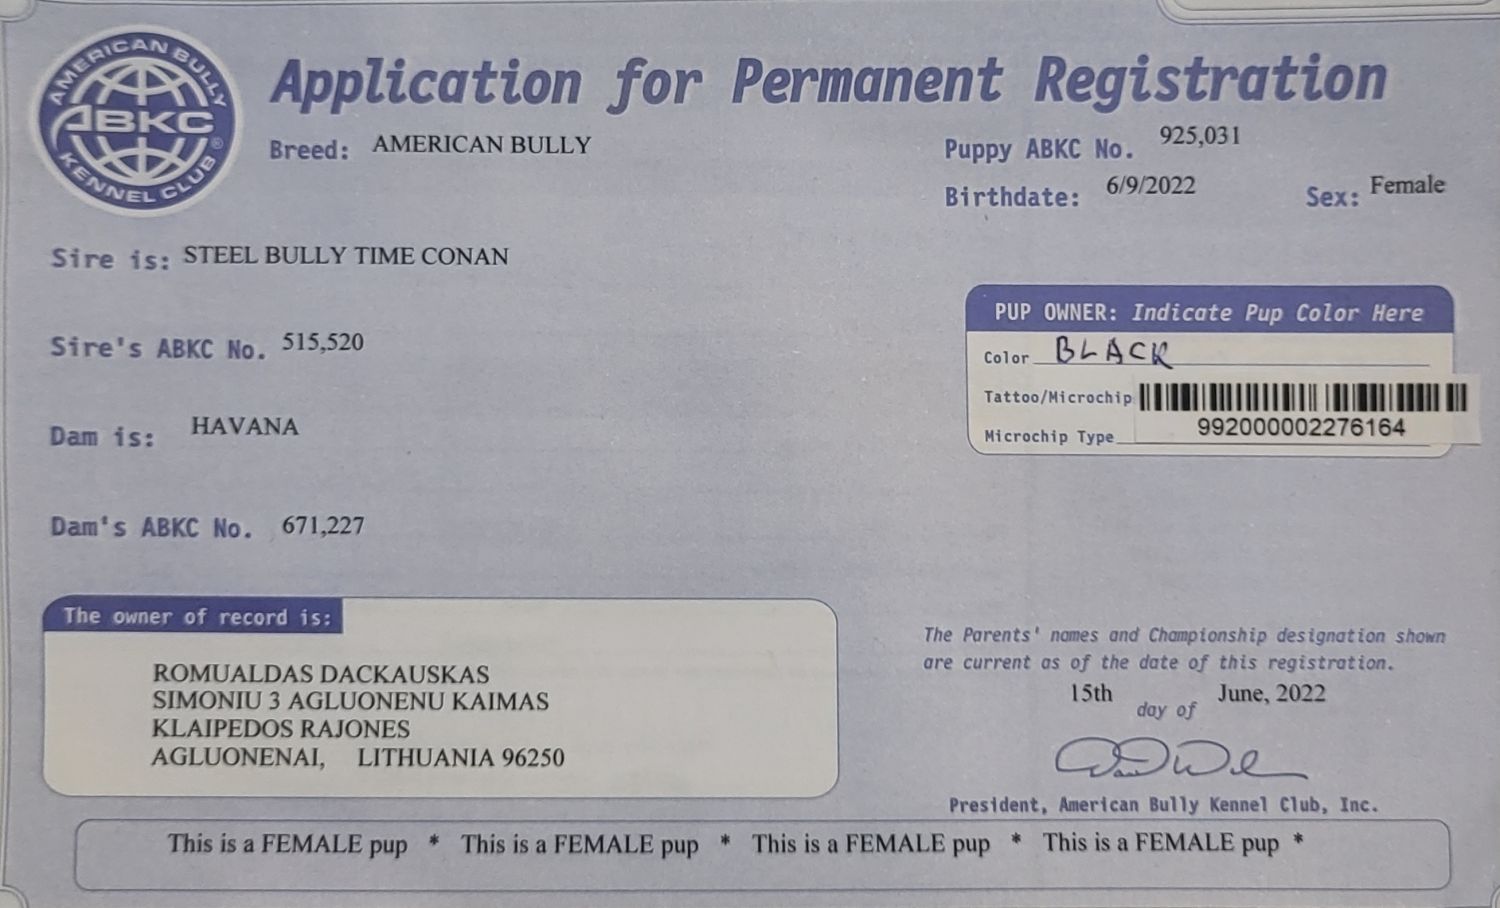 AMERICAN BULLY
ABKC
KENNEL CLUB ®
Application for Permanent Registration
Breed: AMERICAN BULLY
Puppy ABKC No. 925,031
Birthdate: 6/9/2022 Sex: Female
Sire is: STEEL BULLY TIME CONAN
PUP OWNER: Indicate Pup Color Here
Color BLACK
Tattoo/Microchip
992000002276164
Microchip Type
Sire's ABKC No. 515,520
Dam is: HAVANA
Dam's ABKC No. 671,227
The owner of record is:
ROMUALDAS DACKAUSKAS
SIMONIU 3 AGLUONENU KAIMAS
KLAIPEDOS RAJONES
AGLUONENAI, LITHUANIA 96250
The Parents' names and Championship designation shown
are current as of the date of this registration.
15th day of June, 2022
President, American Bully Kennel Club, Inc.
This is a FEMALE pup * This is a FEMALE pup * This is a FEMALE pup * This is a FEMALE pup *